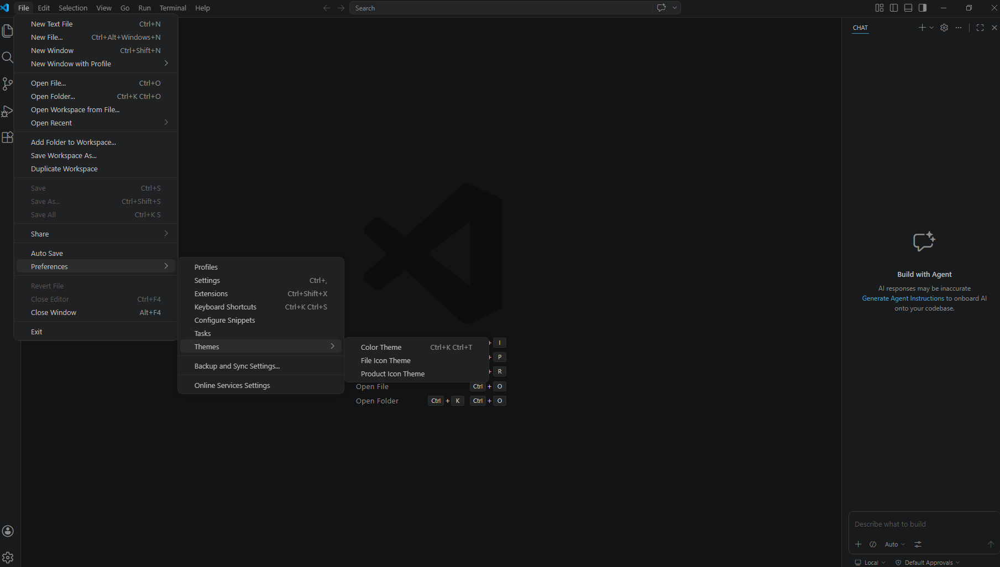 File Edit Selection View Go Run Terminal Help Search
New Text File Ctrl+N
New File... Ctrl+Alt+Windows+N
New Window Ctrl+Shift+N
New Window with Profile
Open File... Ctrl+O
Open Folder... Ctrl+K Ctrl+O
Open Workspace from File...
Open Recent
Add Folder to Workspace...
Save Workspace As...
Duplicate Workspace
Save Ctrl+S
Save As... Ctrl+Shift+S
Save All Ctrl+K S
Share
Auto Save
Preferences
Revert File
Close Editor Ctrl+F4
Close Window Alt+F4
Exit
Profiles
Settings Ctrl+,
Extensions Ctrl+Shift+X
Keyboard Shortcuts Ctrl+K Ctrl+S
Configure Snippets
Tasks
Themes
Backup and Sync Settings...
Online Services Settings
Color Theme Ctrl+K Ctrl+T
File Icon Theme
Product Icon Theme
+ I
+ P
+ R
Open File Ctrl + O
Open Folder Ctrl + K Ctrl + O
CHAT
Build with Agent
AI responses may be inaccurate
Generate Agent Instructions to onboard AI
onto your codebase.
Describe what to build
Auto
Local Default Approvals